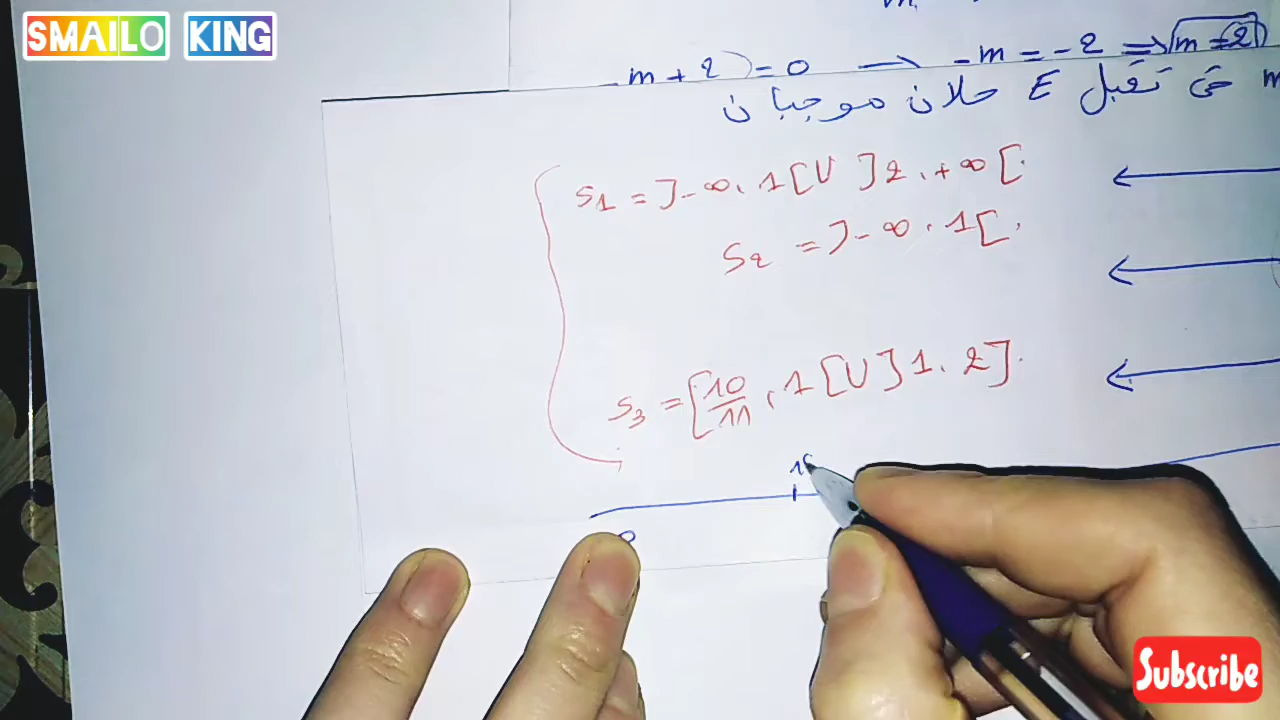 SMAILO KING
m + 2 ) = 0 → -m = -2 ⇒ m = 2
m حتى تقبل E حلان موجبان
S1 = ]-∞, 1[ U ]2, +∞[.
S2 = ]-∞, 1[.
S3 = [10/11, 1[ U ]1, 2].
0
Subscribe